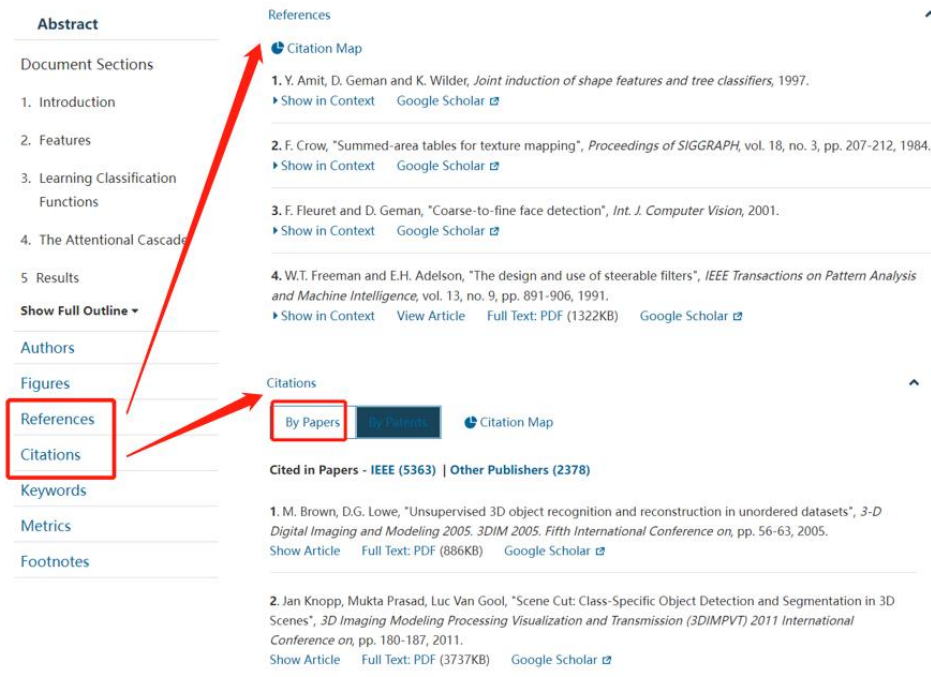 Abstract
Document Sections
1. Introduction
2. Features
3. Learning Classification
Functions
4. The Attentional Cascade
5 Results
Show Full Outline
Authors
Figures
References
Citations
Keywords
Metrics
Footnotes
References
Citation Map
1. Y. Amit, D. Geman and K. Wilder, Joint induction of shape features and tree classifiers, 1997.
Show in Context Google Scholar
2. F. Crow, "Summed-area tables for texture mapping", Proceedings of SIGGRAPH, vol. 18, no. 3, pp. 207-212, 1984.
Show in Context Google Scholar
3. F. Fleuret and D. Geman, "Coarse-to-fine face detection", Int. J. Computer Vision, 2001.
Show in Context Google Scholar
4. W.T. Freeman and E.H. Adelson, "The design and use of steerable filters", IEEE Transactions on Pattern Analysis
and Machine Intelligence, vol. 13, no. 9, pp. 891-906, 1991.
Show in Context View Article Full Text: PDF (1322KB) Google Scholar
Citations
By Papers By Patents Citation Map
Cited in Papers - IEEE (5363) | Other Publishers (2378)
1. M. Brown, D.G. Lowe, "Unsupervised 3D object recognition and reconstruction in unordered datasets", 3-D
Digital Imaging and Modeling 2005. 3DIM 2005. Fifth International Conference on, pp. 56-63, 2005.
Show Article Full Text: PDF (886KB) Google Scholar
2. Jan Knopp, Mukta Prasad, Luc Van Gool, "Scene Cut: Class-Specific Object Detection and Segmentation in 3D
Scenes", 3D Imaging Modeling Processing Visualization and Transmission (3DIMPVT) 2011 International
Conference on, pp. 180-187, 2011.
Show Article Full Text: PDF (3737KB) Google Scholar